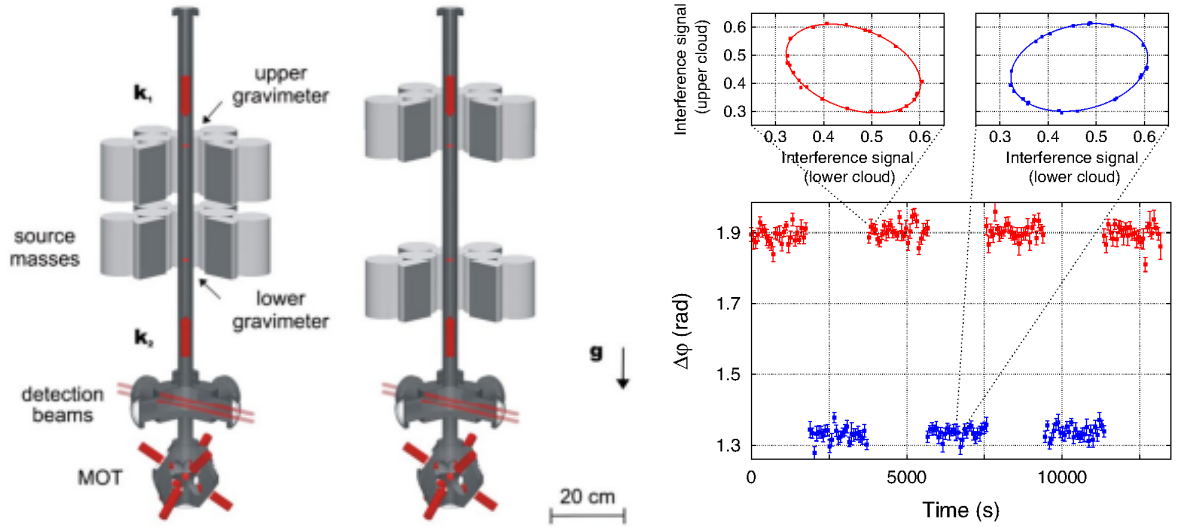 k₁
upper
gravimeter
source
masses
lower
gravimeter
k₂
detection
beams
MOT
g
20 cm
Interference signal
(upper cloud)
0.6
0.5
0.4
0.3
0.3 0.4 0.5 0.6
Interference signal
(lower cloud)
0.3 0.4 0.5 0.6
Interference signal
(lower cloud)
Δφ (rad)
1.9
1.7
1.5
1.3
0 5000 10000
Time (s)